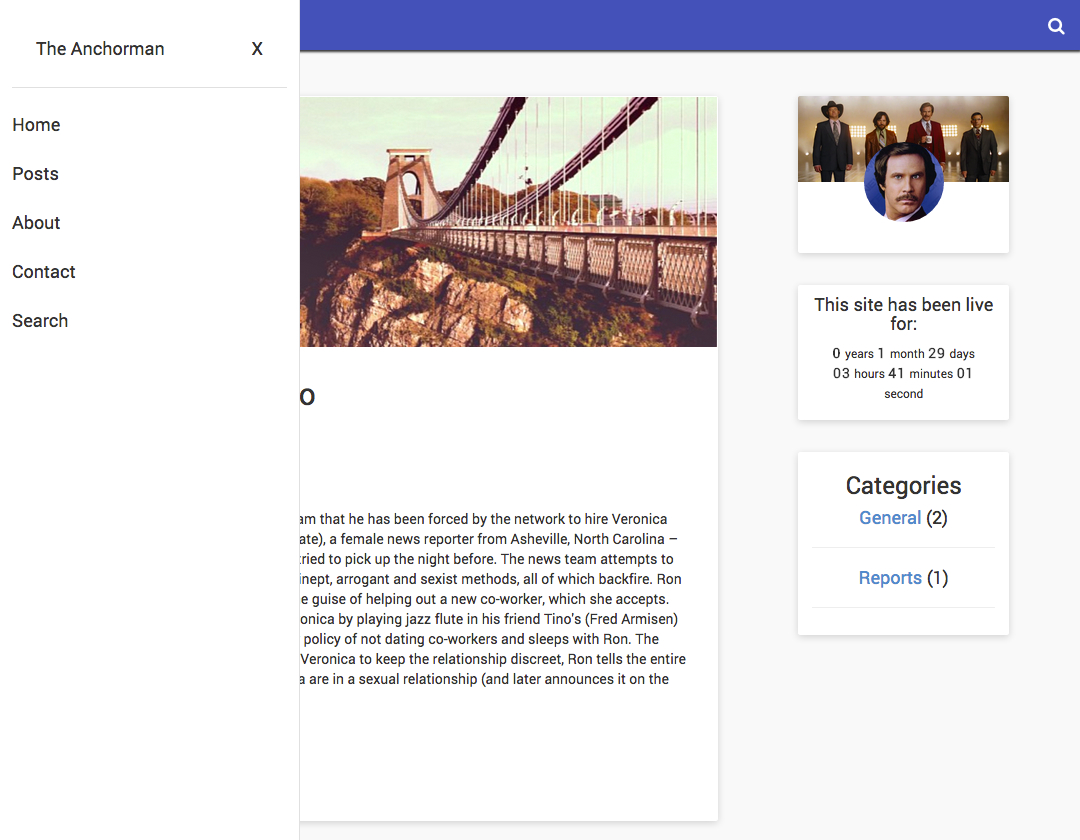 The Anchorman X
Home
Posts
About
Contact
Search
o
am that he has been forced by the network to hire Veronica
ate), a female news reporter from Asheville, North Carolina –
tried to pick up the night before. The news team attempts to
inept, arrogant and sexist methods, all of which backfire. Ron
e guise of helping out a new co-worker, which she accepts.
onica by playing jazz flute in his friend Tino's (Fred Armisen)
policy of not dating co-workers and sleeps with Ron. The
Veronica to keep the relationship discreet, Ron tells the entire
a are in a sexual relationship (and later announces it on the
This site has been live
for:
0 years 1 month 29 days
03 hours 41 minutes 01
second
Categories
General (2)
Reports (1)